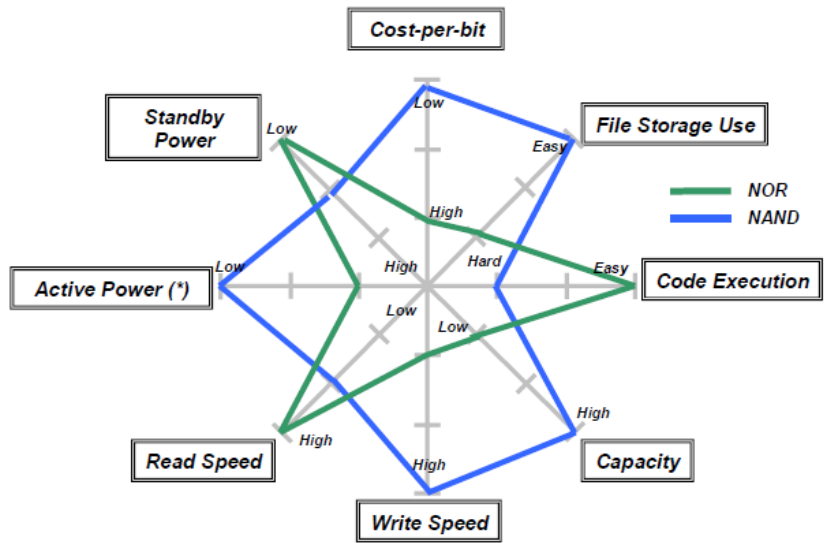 Cost-per-bit
Standby
Power
Low
Low
File Storage Use
Easy
NOR
NAND
High
High
Hard
Easy
Code Execution
Active Power (*)
Low
Low
Low
High
High
High
Read Speed
Capacity
Write Speed